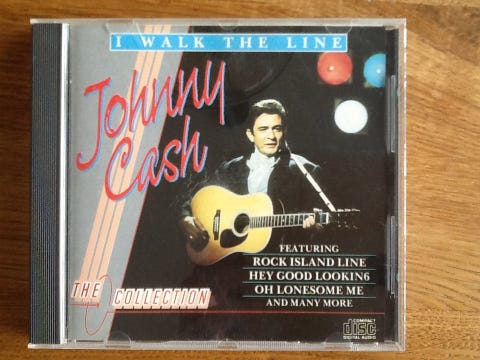 I WALK THE LINE
Johnny
Cash
FEATURING
ROCK ISLAND LINE
HEY GOOD LOOKING
OH LONESOME ME
AND MANY MORE
THE
COLLECTION
COMPACT
disc
DIGITAL AUDIO